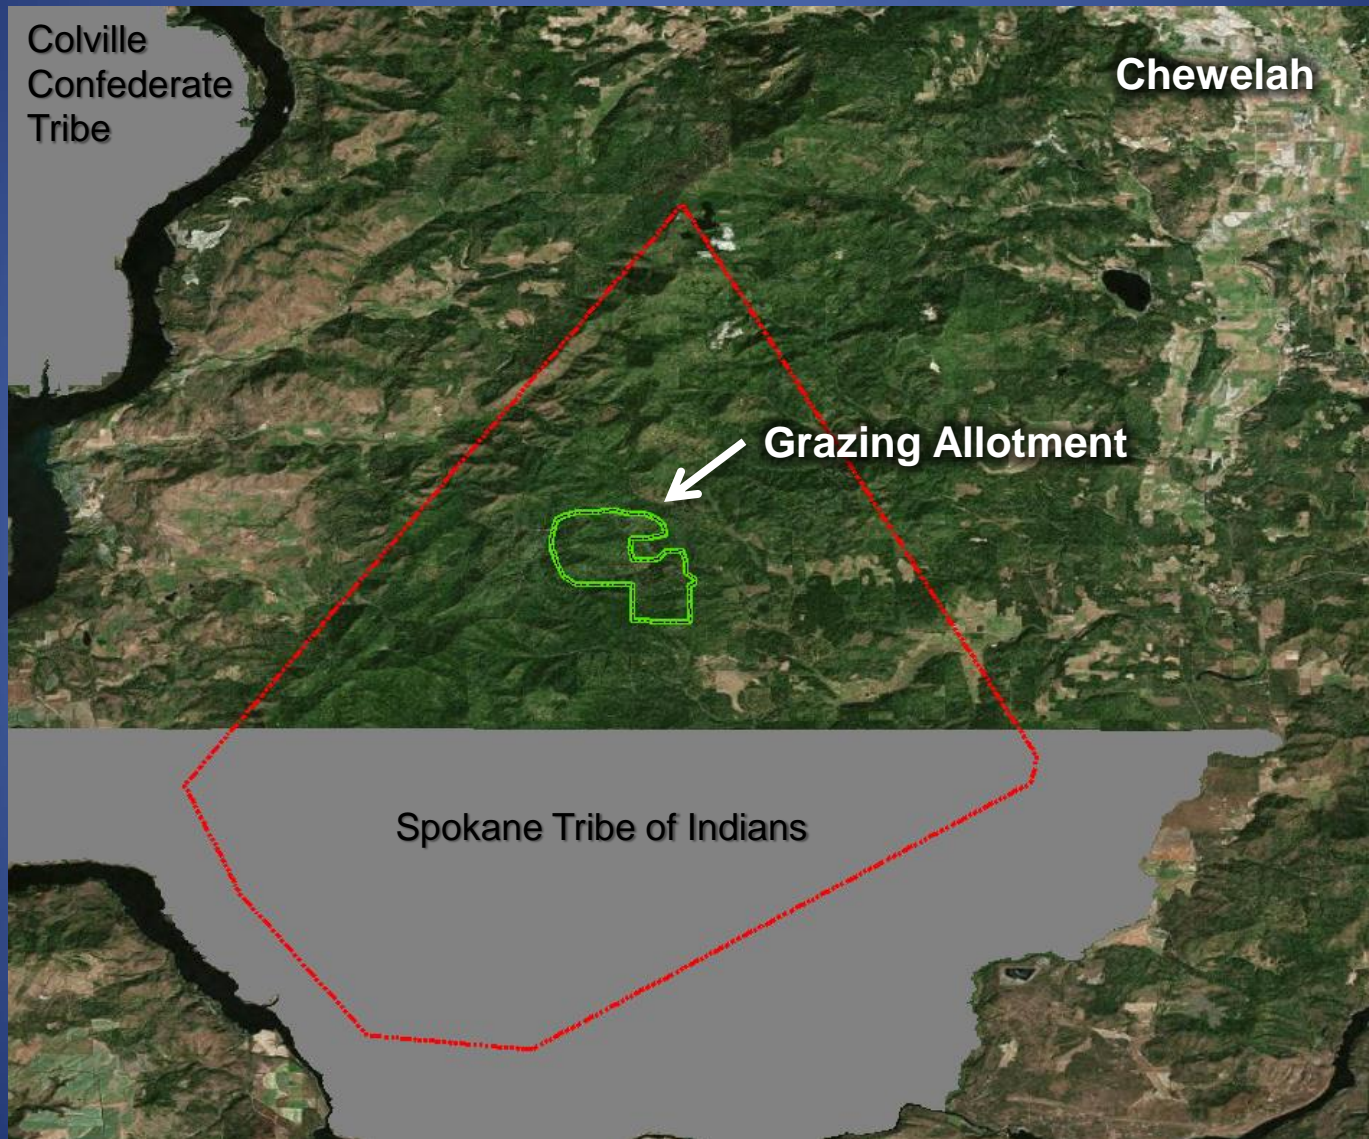 Colville
Confederate
Tribe
Chewelah
Grazing Allotment
Spokane Tribe of Indians